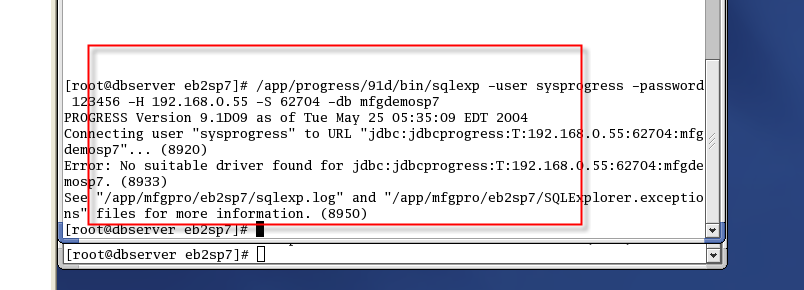 [root@dbserver eb2sp7]# /app/progress/91d/bin/sqlexp -user sysprogress -password
 123456 -H 192.168.0.55 -S 62704 -db mfgdemosp7
PROGRESS Version 9.1D09 as of Tue May 25 05:35:09 EDT 2004
Connecting user "sysprogress" to URL "jdbc:jdbcprogress:T:192.168.0.55:62704:mfg
demosp7"... (8920)
Error: No suitable driver found for jdbc:jdbcprogress:T:192.168.0.55:62704:mfgde
mosp7. (8933)
See "/app/mfgpro/eb2sp7/sqlexp.log" and "/app/mfgpro/eb2sp7/SQLExplorer.exceptio
ns" files for more information. (8950)
[root@dbserver eb2sp7]#
[root@dbserver eb2sp7]#